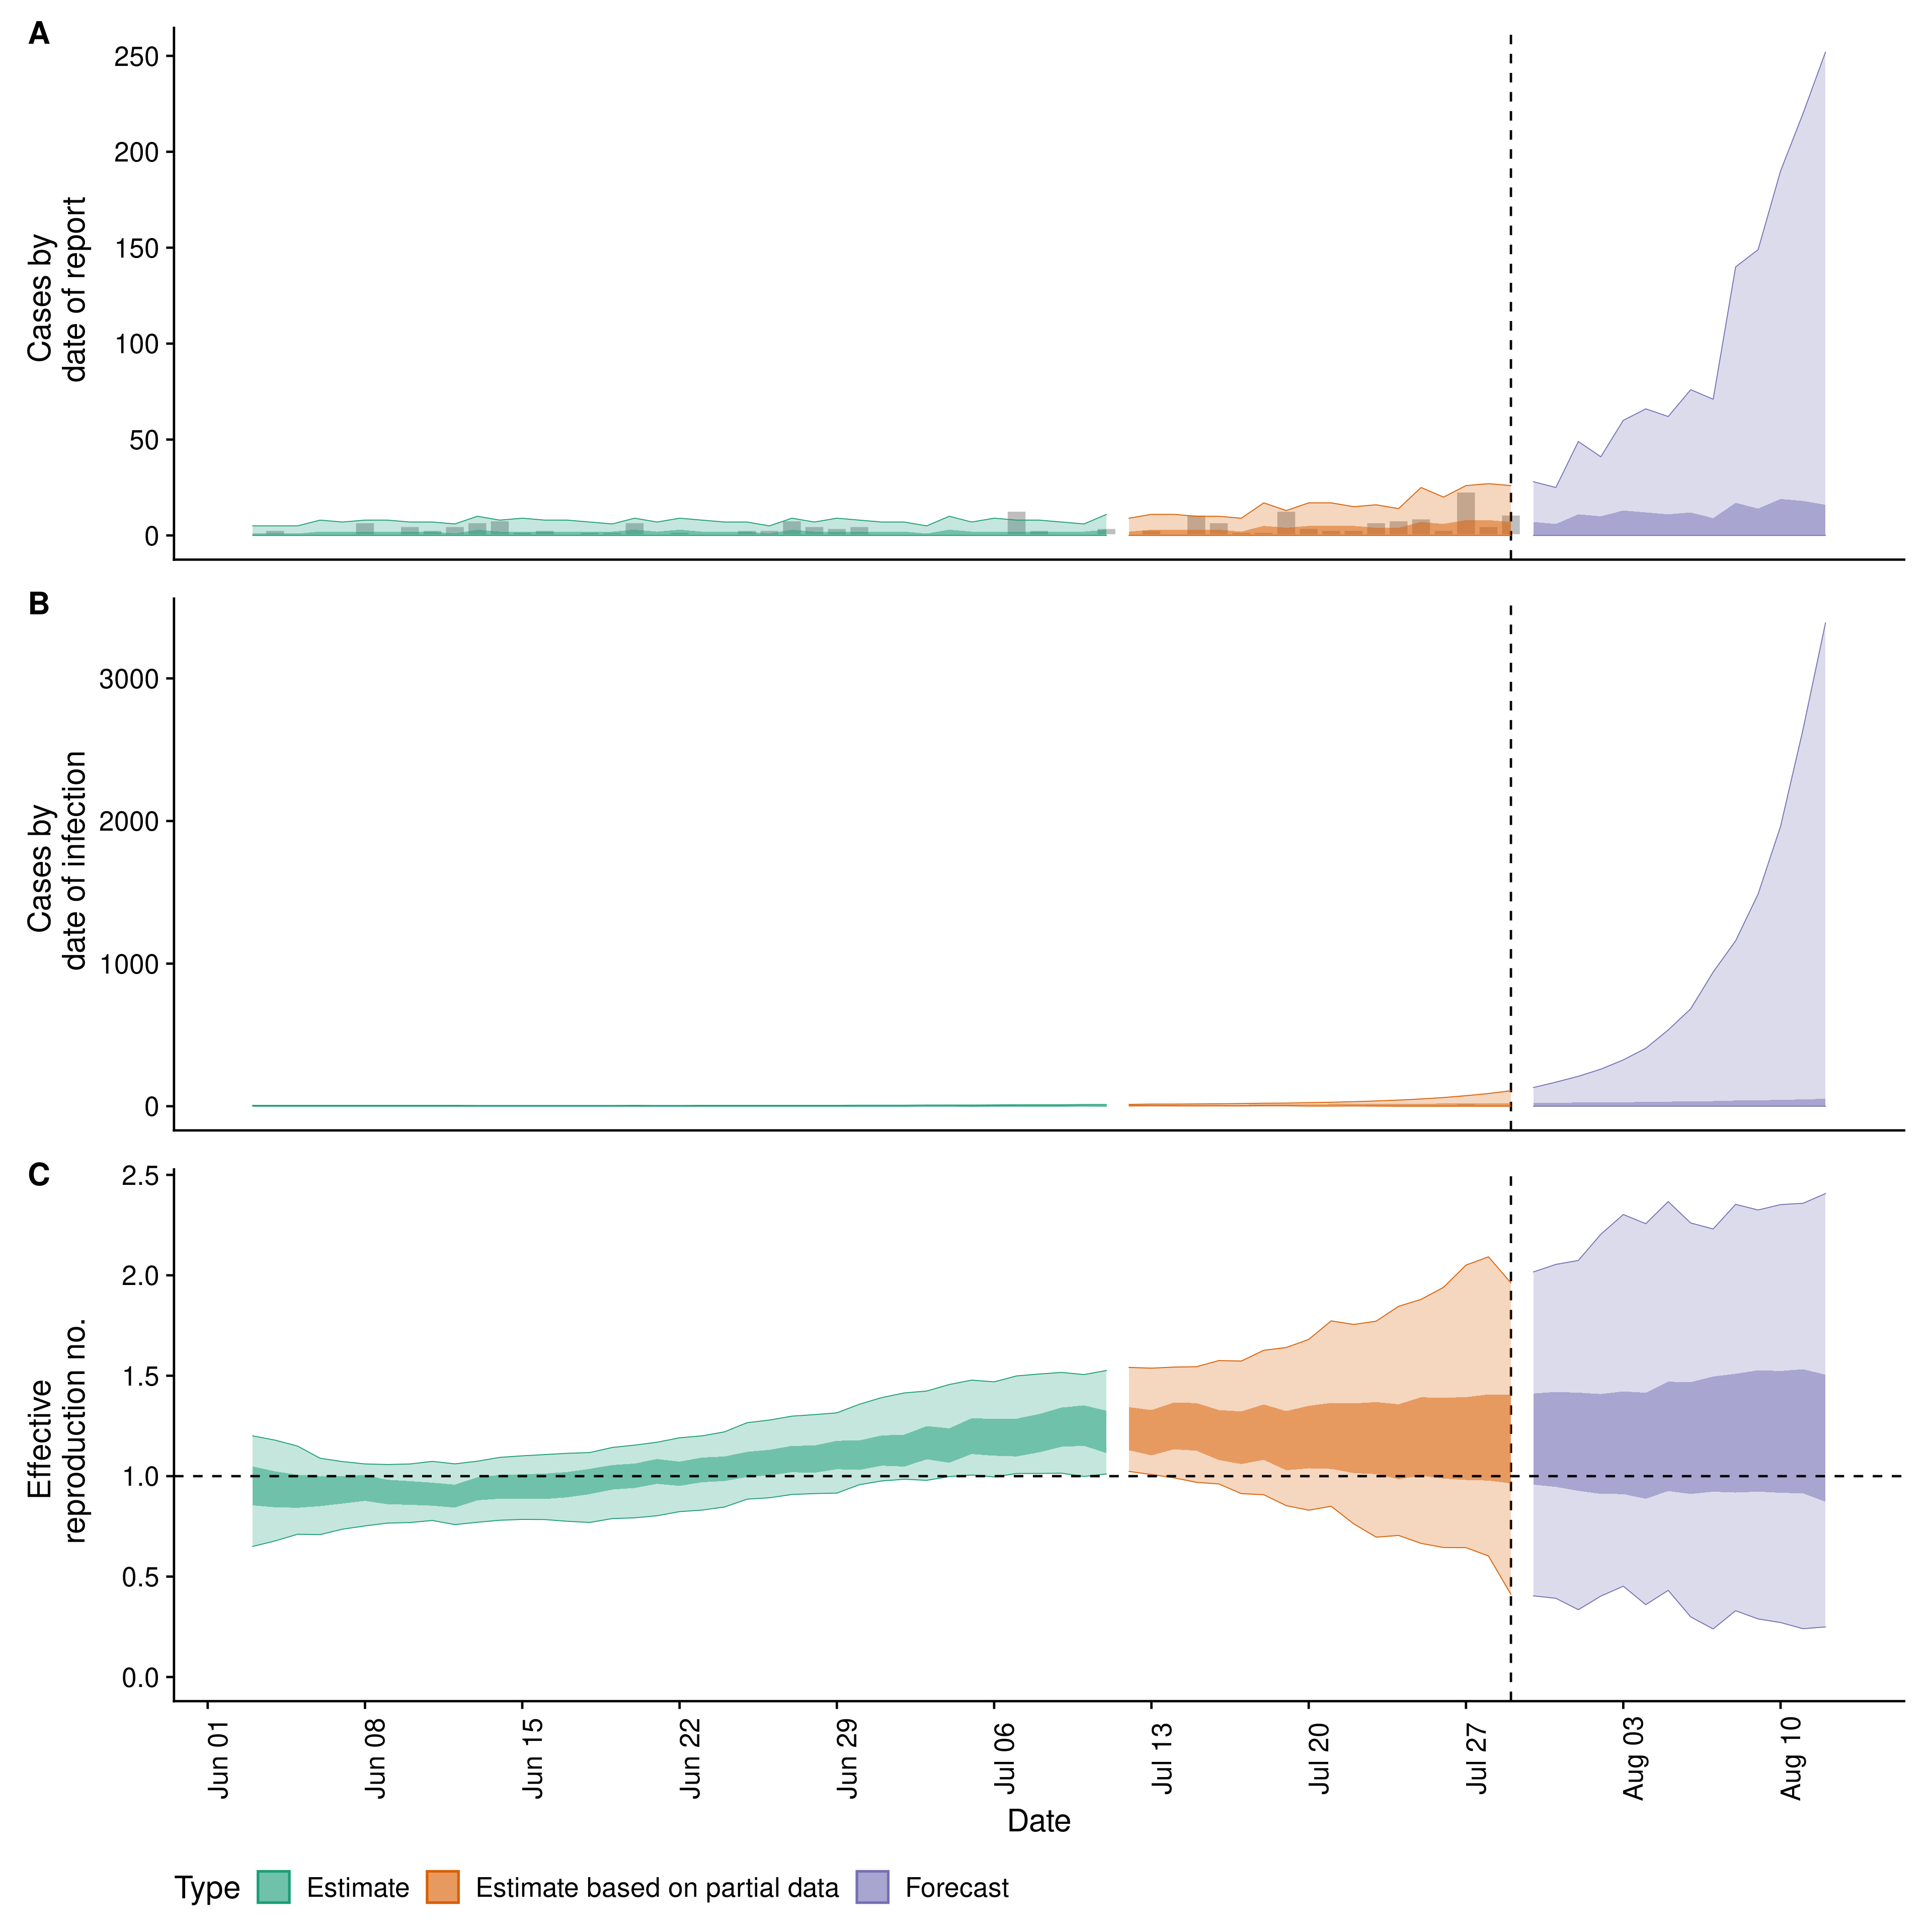 A
250
200
150
100
50
0
Cases by
date of report
B
3000
2000
1000
0
Cases by
date of infection
C
2.5
2.0
1.5
1.0
0.5
0.0
Effective
reproduction no.
Jun 01
Jun 08
Jun 15
Jun 22
Jun 29
Jul 06
Jul 13
Jul 20
Jul 27
Aug 03
Aug 10
Date
Type Estimate Estimate based on partial data Forecast